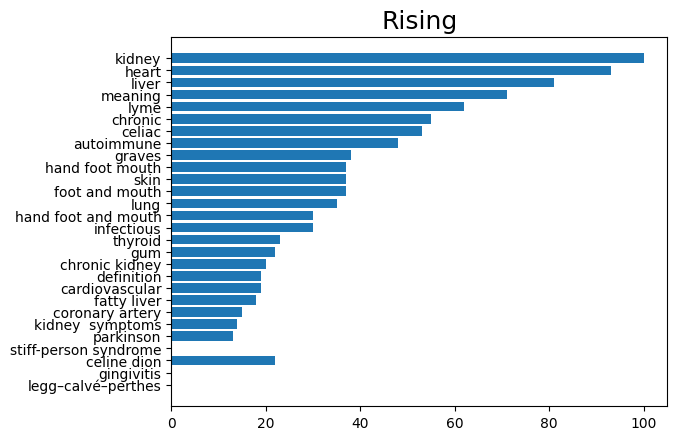 Rising
kidney
heart
liver
meaning
lyme
chronic
celiac
autoimmune
graves
hand foot mouth
skin
foot and mouth
lung
hand foot and mouth
infectious
thyroid
gum
chronic kidney
definition
cardiovascular
fatty liver
coronary artery
kidney  symptoms
parkinson
stiff-person syndrome
celine dion
gingivitis
legg–calvé–perthes
0 20 40 60 80 100